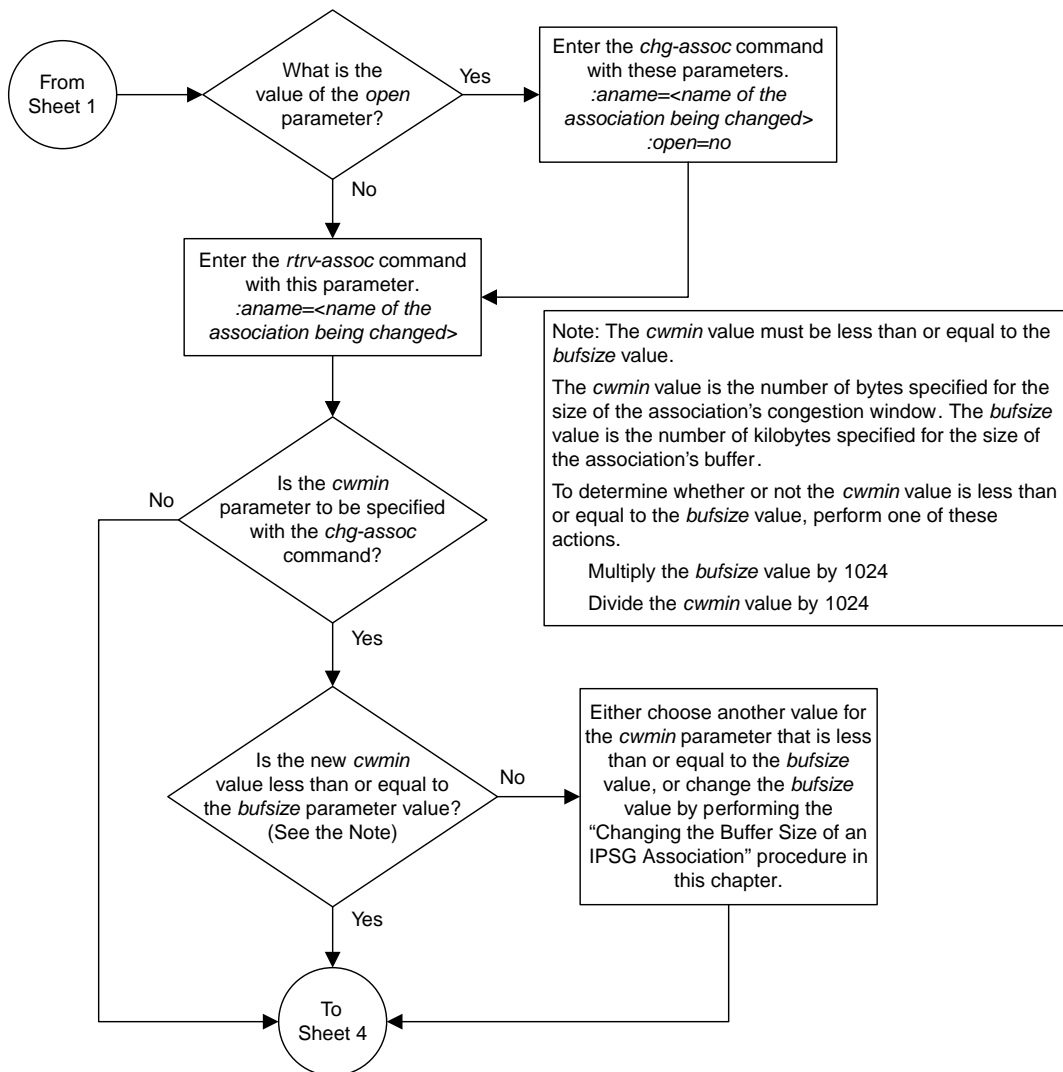 From
Sheet 1
What is the
value of the open
parameter?
Yes
Enter the chg-assoc command
with these parameters.
:aname=<name of the
association being changed>
:open=no
No
Enter the rtrv-assoc command
with this parameter.
:aname=<name of the
association being changed>
Note: The cwmin value must be less than or equal to the
bufsize value.
The cwmin value is the number of bytes specified for the
size of the association's congestion window. The bufsize
value is the number of kilobytes specified for the size of
the association's buffer.
To determine whether or not the cwmin value is less than
or equal to the bufsize value, perform one of these
actions.
Multiply the bufsize value by 1024
Divide the cwmin value by 1024
Is the cwmin
parameter to be specified
with the chg-assoc
command?
No
Yes
Is the new cwmin
value less than or equal to
the bufsize parameter value?
(See the Note)
No
Either choose another value for
the cwmin parameter that is less
than or equal to the bufsize
value, or change the bufsize
value by performing the
“Changing the Buffer Size of an
IPSG Association” procedure in
this chapter.
Yes
To
Sheet 4